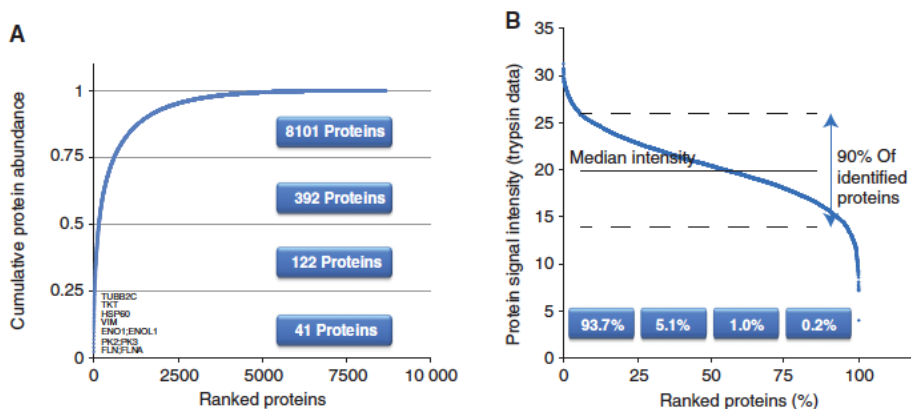 A
Cumulative protein abundance
1
0.75
0.5
0.25
0
8101 Proteins
392 Proteins
122 Proteins
41 Proteins
TUBB2C
TKT
HSP60
VIM
ENO1;ENOL1
PK2;PK3
FLN;FLNA
0
2500
5000
7500
10 000
Ranked proteins
B
Protein signal intensity (trypsin data)
35
30
25
20
15
10
5
0
Median intensity
90% Of
identified
proteins
93.7%
5.1%
1.0%
0.2%
0
25
50
75
100
Ranked proteins (%)